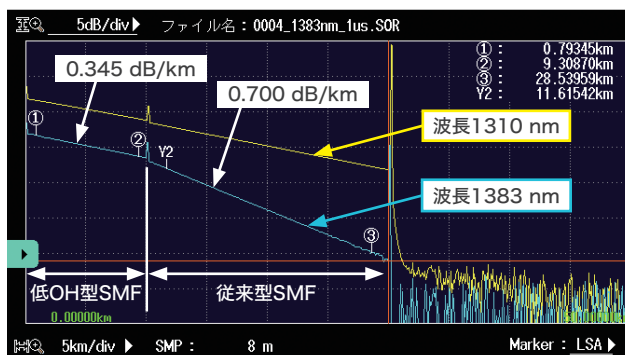 5dB/div ファイル名：0004_1383nm_1us.SOR
①： 0.79345km
②： 9.30870km
③： 28.53959km
Y2： 11.61542km
0.345 dB/km
0.700 dB/km
波長1310 nm
①
② Y2
波長1383 nm
③
低OH型SMF
従来型SMF
0.00000km
5km/div SMP： 8 m Marker：LSA